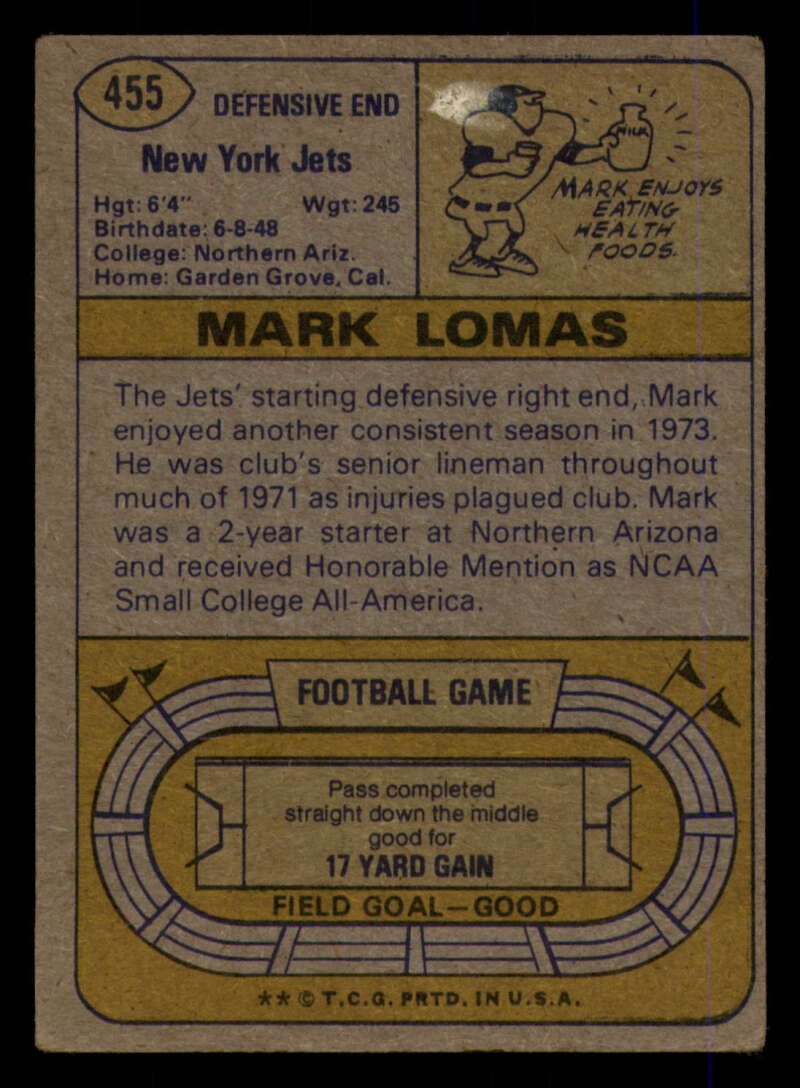 455
DEFENSIVE END
New York Jets
Hgt: 6'4" Wgt: 245
Birthdate: 6-8-48
College: Northern Ariz.
Home: Garden Grove, Cal.
MILK
MARK ENJOYS
EATING
HEALTH
FOODS.
MARK LOMAS
The Jets' starting defensive right end, Mark
enjoyed another consistent season in 1973.
He was club's senior lineman throughout
much of 1971 as injuries plagued club. Mark
was a 2-year starter at Northern Arizona
and received Honorable Mention as NCAA
Small College All-America.
FOOTBALL GAME
Pass completed
straight down the middle
good for
17 YARD GAIN
FIELD GOAL—GOOD
** © T.C.G. PRTD. IN U.S.A.